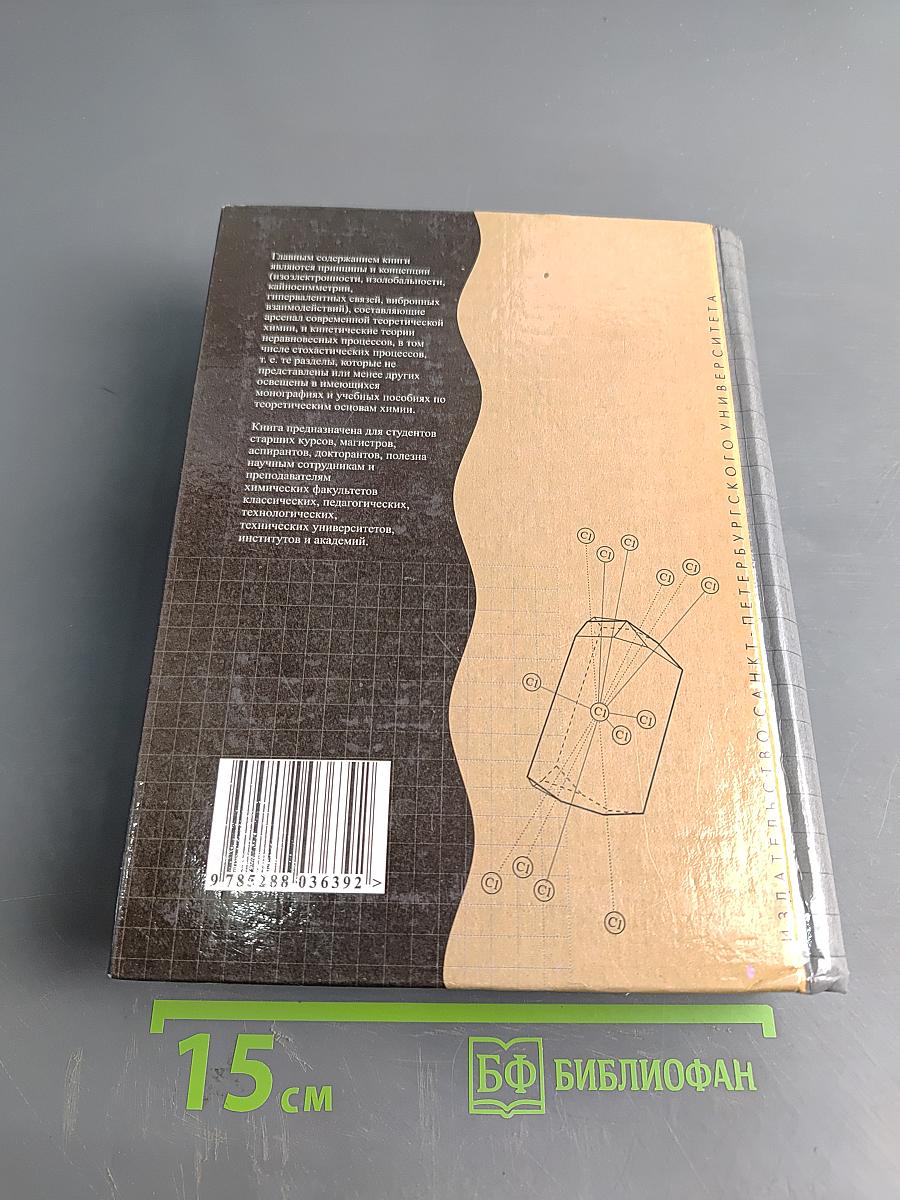 Главным содержанием книги
являются принципы и концепции
(изоэлектронности, изолобальности,
кайносимметрии,
гипервалентных связей, вибронных
взаимодействий), составляющие
арсенал современной теоретической
химии, и кинетические теории
неравновесных процессов, в том
числе стохастических процессов,
т. е. те разделы, которые не
представлены или менее других
освещены в имеющихся
монографиях и учебных пособиях по
теоретическим основам химии.
Книга предназначена для студентов
старших курсов, магистров,
аспирантов, докторантов, полезна
научным сотрудникам и
преподавателям
химических факультетов
классических, педагогических,
технологических,
технических университетов,
институтов и академий.
ИЗДАТЕЛЬСТВО САНКТ-ПЕТЕРБУРГСКОГО УНИВЕРСИТЕТА
Cl
Cl
Cl
Cl
Cl
Cl
Cl
Cl
Cl
Cl
Cl
Cl
Cl
Cl
9 785288 036392 >
15 см
БФ БИБЛИОФАН